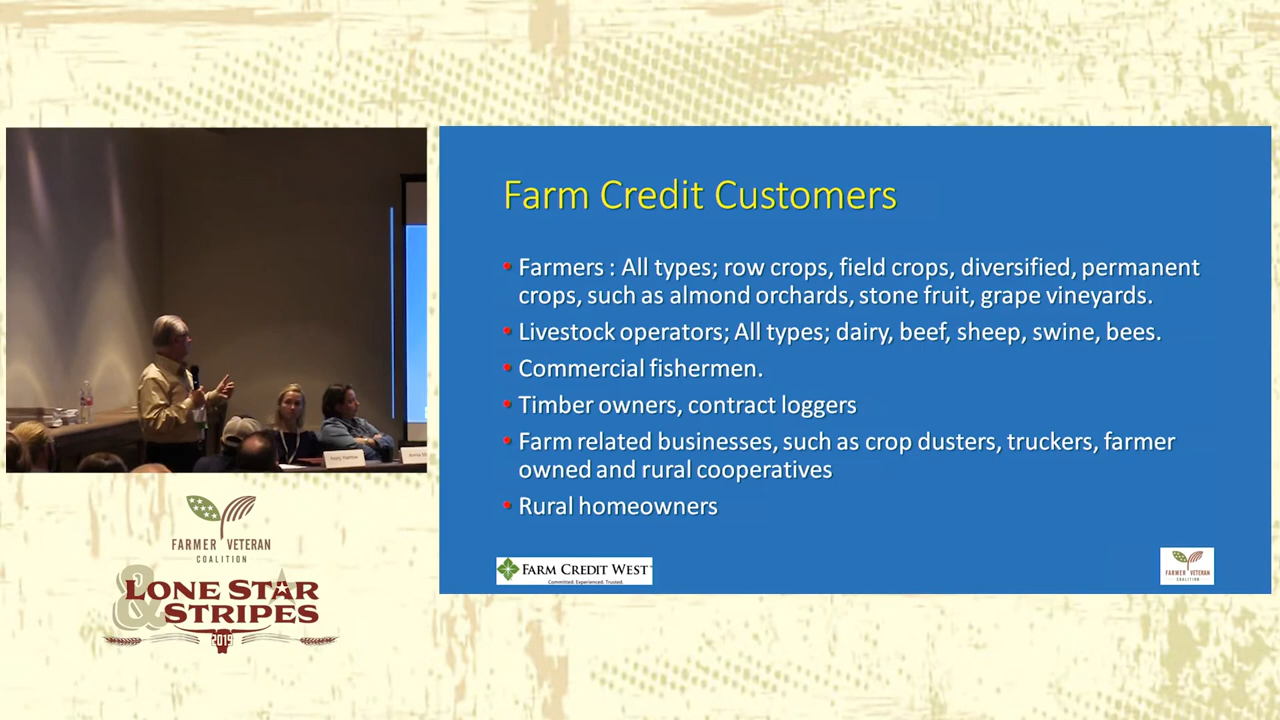 Farm Credit Customers
• Farmers : All types; row crops, field crops, diversified, permanent
crops, such as almond orchards, stone fruit, grape vineyards.
• Livestock operators; All types; dairy, beef, sheep, swine, bees.
• Commercial fishermen.
• Timber owners, contract loggers
• Farm related businesses, such as crop dusters, truckers, farmer
owned and rural cooperatives
• Rural homeowners
FARM CREDIT WEST
Committed. Experienced. Trusted.
FARMER VETERAN
COALITION
FARMER VETERAN
COALITION
&
LONE STAR
STRIPES
2019